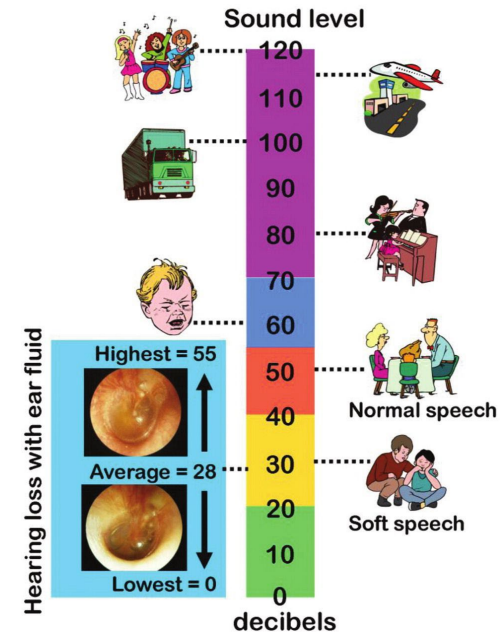 Sound level
120
110
100
90
80
70
60
50
40
30
20
10
0
decibels
Normal speech
Soft speech
Hearing loss with ear fluid
Highest = 55
Average = 28
Lowest = 0